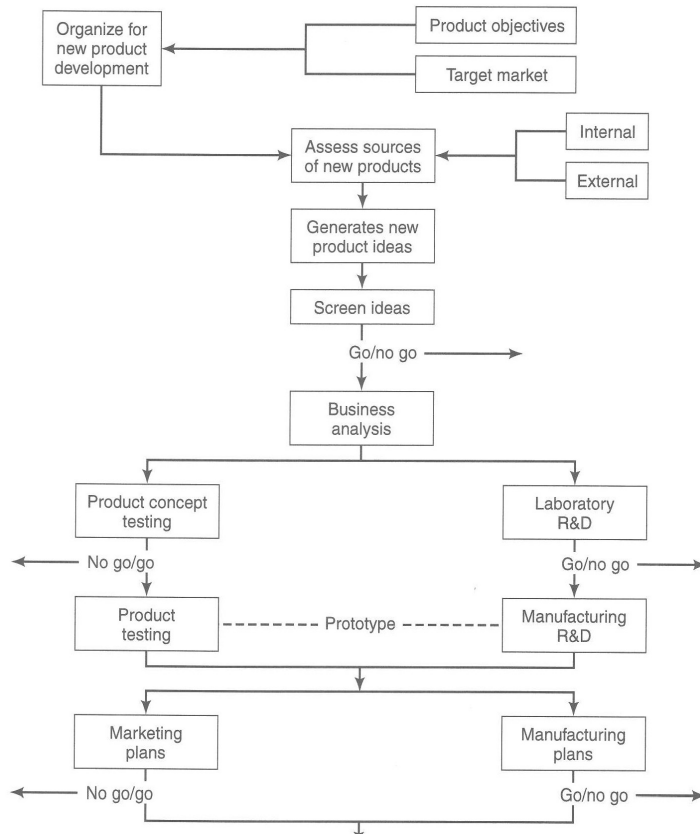 Organize for
new product
development
Product objectives
Target market
Assess sources
of new products
Internal
External
Generates new
product ideas
Screen ideas
Go/no go
Business
analysis
Product concept
testing
Laboratory
R&D
No go/go
Go/no go
Product
testing
Prototype
Manufacturing
R&D
Marketing
plans
Manufacturing
plans
No go/go
Go/no go